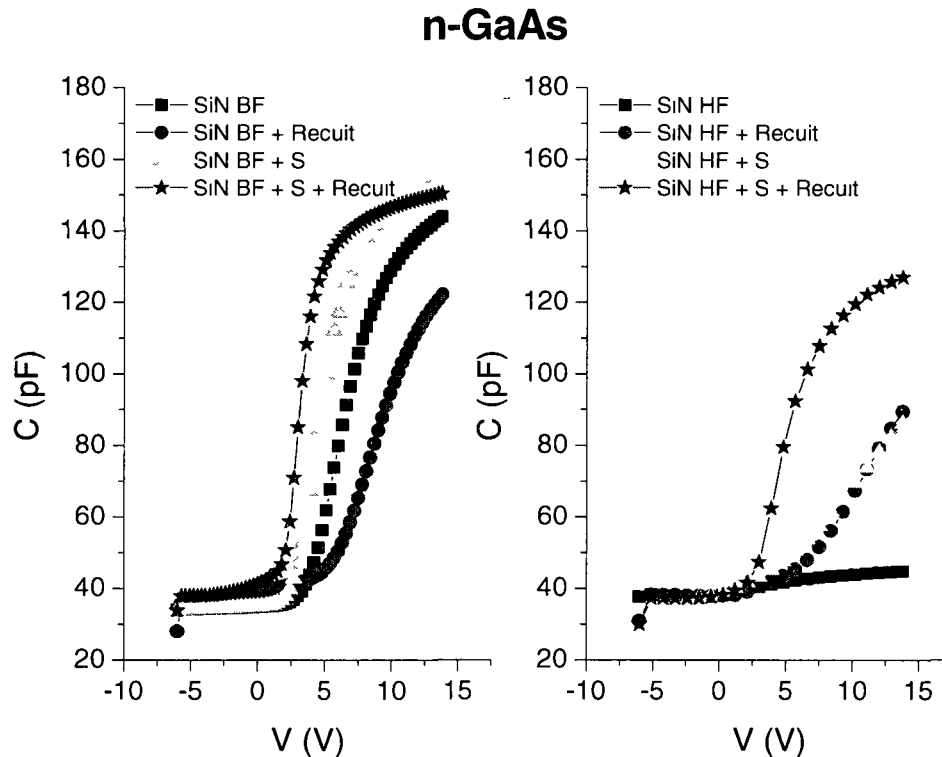 n-GaAs
180
160
140
120
100
80
60
40
20
C (pF)
-10 -5 0 5 10 15
V (V)
SiN BF
SiN BF + Recuit
SiN BF + S
SiN BF + S + Recuit
180
160
140
120
100
80
60
40
20
C (pF)
-10 -5 0 5 10 15
V (V)
SiN HF
SiN HF + Recuit
SiN HF + S
SiN HF + S + Recuit